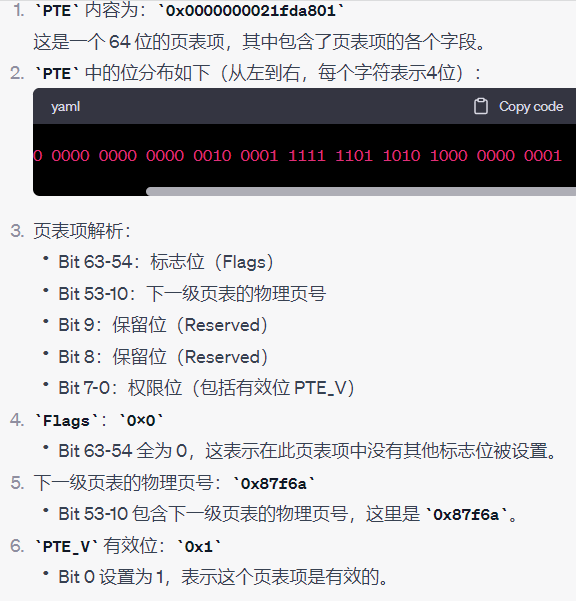 1. `PTE` 内容为：`0x0000000021fda801`
这是一个 64 位的页表项，其中包含了页表项的各个字段。
2. `PTE` 中的位分布如下（从左到右，每个字符表示4位）：
yaml Copy code
0 0000 0000 0000 0010 0001 1111 1101 1010 1000 0000 0001
3. 页表项解析：
• Bit 63-54：标志位（Flags）
• Bit 53-10：下一级页表的物理页号
• Bit 9：保留位（Reserved）
• Bit 8：保留位（Reserved）
• Bit 7-0：权限位（包括有效位 PTE_V）
4. `Flags`：`0x0`
• Bit 63-54 全为 0，这表示在此页表项中没有其他标志位被设置。
5. 下一级页表的物理页号：`0x87f6a`
• Bit 53-10 包含下一级页表的物理页号，这里是 `0x87f6a`。
6. `PTE_V` 有效位：`0x1`
• Bit 0 设置为 1，表示这个页表项是有效的。